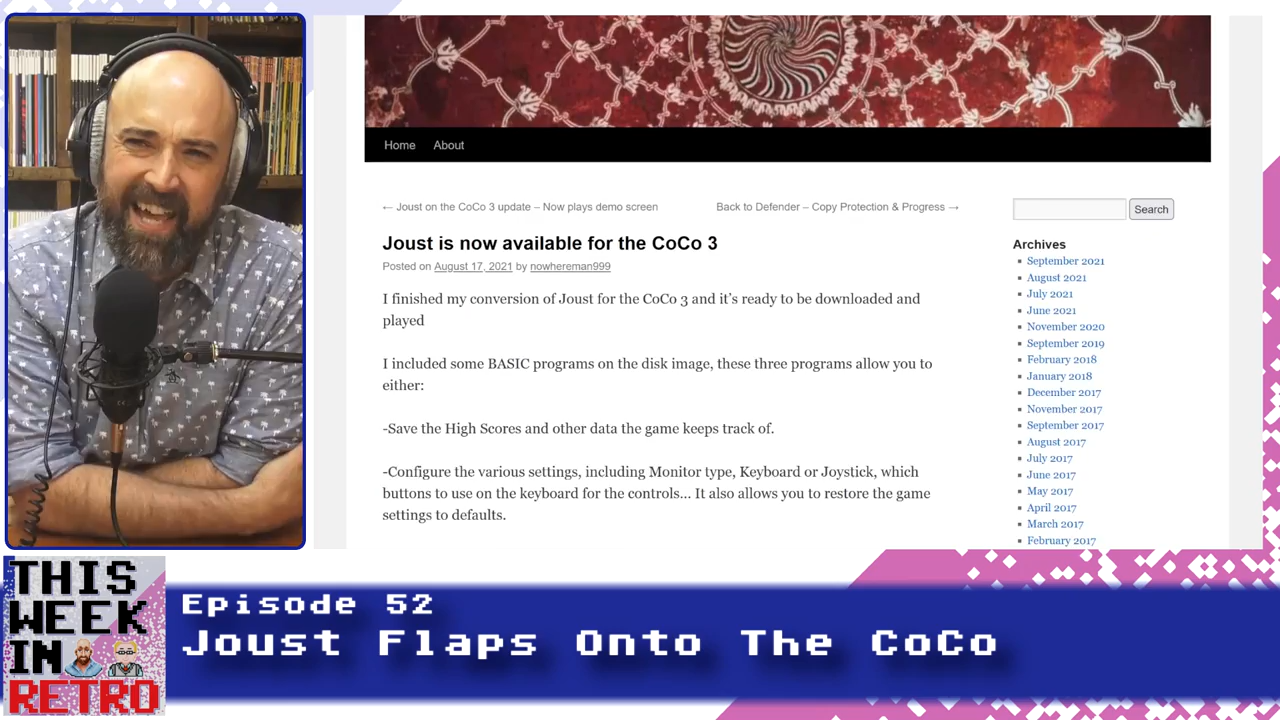 Home About
← Joust on the CoCo 3 update – Now plays demo screen
Back to Defender – Copy Protection & Progress →
Search
Joust is now available for the CoCo 3
Posted on August 17, 2021 by nowhereman999
I finished my conversion of Joust for the CoCo 3 and it's ready to be downloaded and
played
I included some BASIC programs on the disk image, these three programs allow you to
either:
-Save the High Scores and other data the game keeps track of.
-Configure the various settings, including Monitor type, Keyboard or Joystick, which
buttons to use on the keyboard for the controls... It also allows you to restore the game
settings to defaults.
Archives
September 2021
August 2021
July 2021
June 2021
November 2020
September 2019
February 2018
January 2018
December 2017
November 2017
September 2017
August 2017
July 2017
June 2017
May 2017
April 2017
March 2017
February 2017
THIS
WEEK
IN
RETRO
Episode 52
Joust Flaps Onto The CoCo